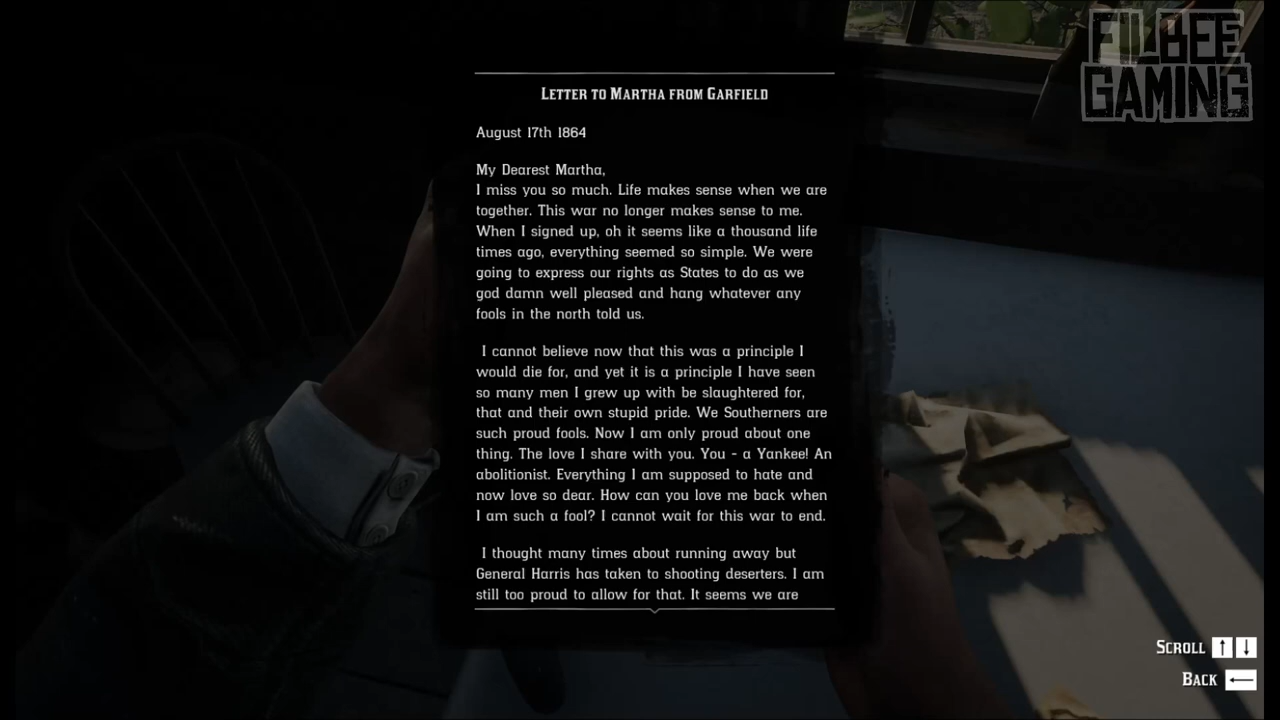 FILBEE
GAMING
LETTER TO MARTHA FROM GARFIELD
August 17th 1864
My Dearest Martha,
I miss you so much. Life makes sense when we are
together. This war no longer makes sense to me.
When I signed up, oh it seems like a thousand life
times ago, everything seemed so simple. We were
going to express our rights as States to do as we
god damn well pleased and hang whatever any
fools in the north told us.
I cannot believe now that this was a principle I
would die for, and yet it is a principle I have seen
so many men I grew up with be slaughtered for,
that and their own stupid pride. We Southerners are
such proud fools. Now I am only proud about one
thing. The love I share with you. You - a Yankee! An
abolitionist. Everything I am supposed to hate and
now love so dear. How can you love me back when
I am such a fool? I cannot wait for this war to end.
I thought many times about running away but
General Harris has taken to shooting deserters. I am
still too proud to allow for that. It seems we are
SCROLL ↑ ↓
BACK ←